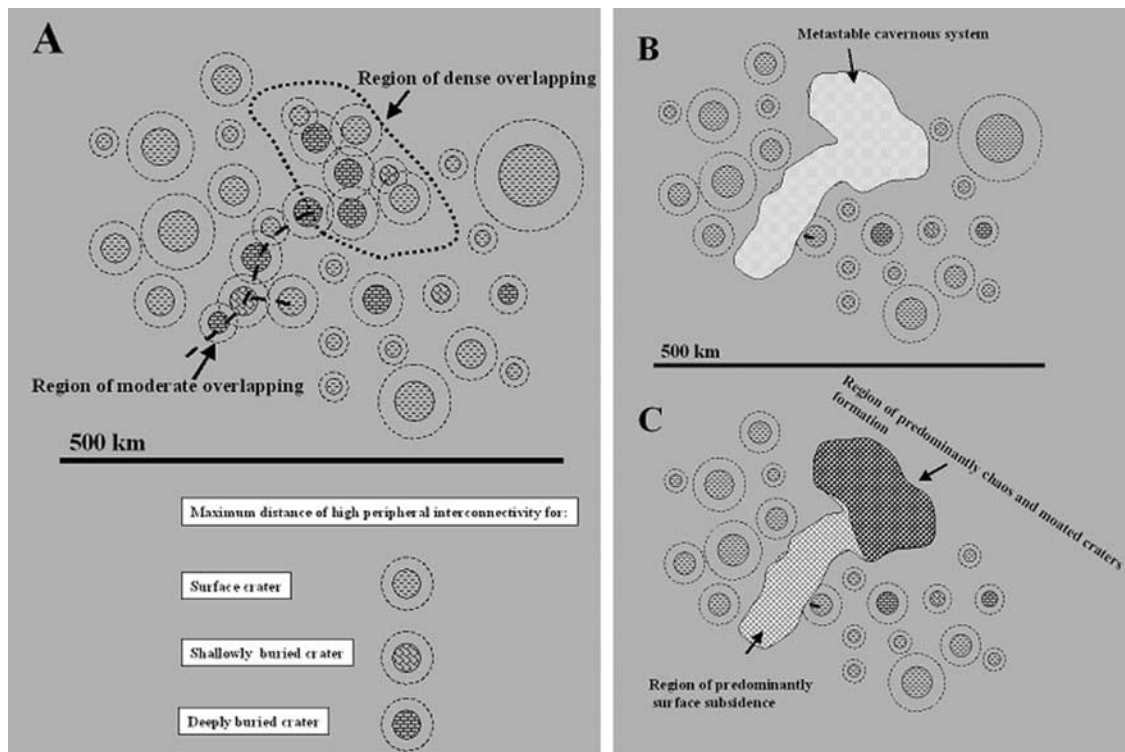 A
Region of dense overlapping
Region of moderate overlapping
500 km
Maximum distance of high peripheral interconnectivity for:
Surface crater
Shallowly buried crater
Deeply buried crater
B
Metastable cavernous system
500 km
C
Region of predominantly chaos and moated craters
formation
Region of predominantly
surface subsidence